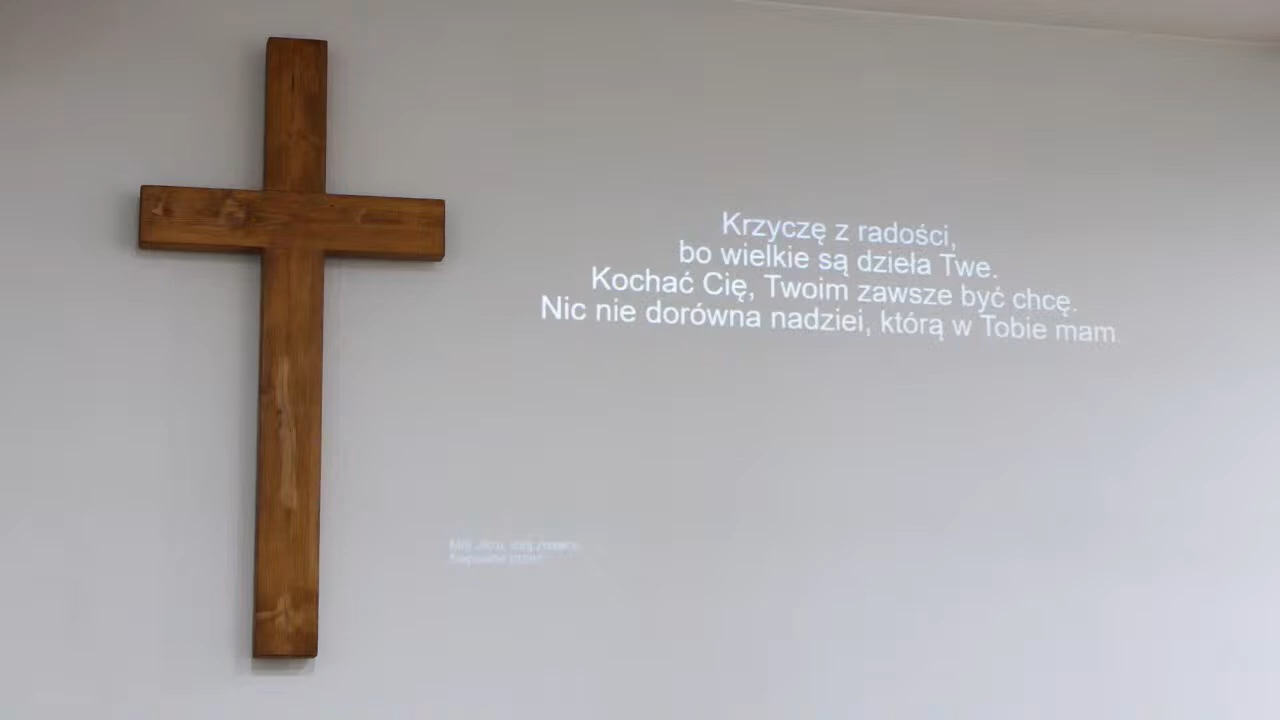 Krzyczę z radości,
bo wielkie są dzieła Twe.
Kochać Cię, Twoim zawsze być chcę.
Nic nie dorówna nadziei, którą w Tobie mam.